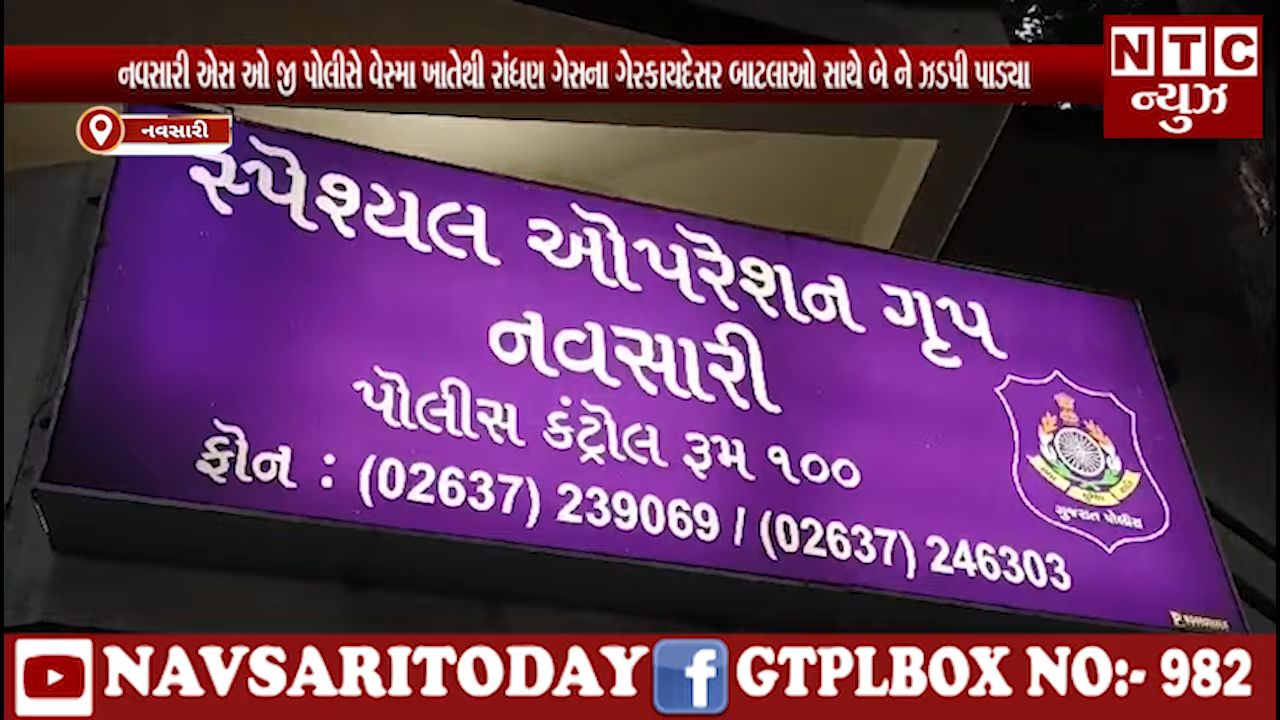 નવસારી એસ ઓ જી પોલીસે વેસ્મા ખાતેથી રાંધણ ગેસના ગેરકાયદેસર બાટલાઓ સાથે બે ને ઝડપી પાડ્યા
NTC
ન્યુઝ
નવસારી
સ્પેશ્યલ ઓપરેશન ગૃપ
નવસારી
પોલીસ કંટ્રોલ રૂમ ૧૦૦
ફોન : (02637) 239069 / (02637) 246303
ગુજરાત પોલીસ
NAVSARITODAY f GTPLBOX NO:- 982